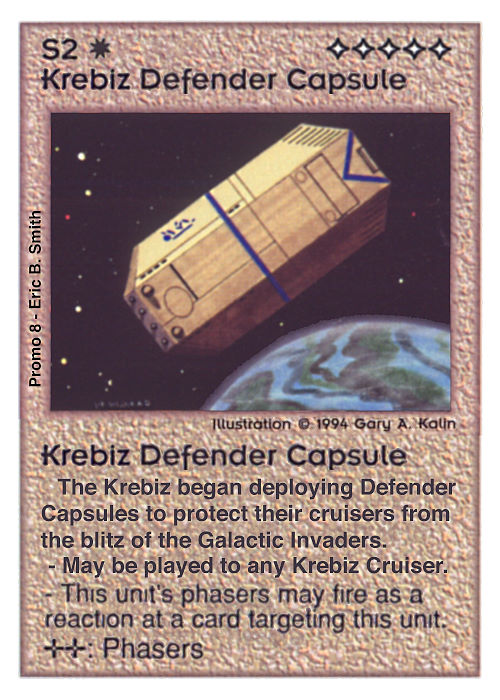 S2
Krebiz Defender Capsule
Promo 8 - Eric B. Smith
Illustration © 1994 Gary A. Kalin
Krebiz Defender Capsule
The Krebiz began deploying Defender
Capsules to protect their cruisers from
the blitz of the Galactic Invaders.
- May be played to any Krebiz Cruiser.
- This unit's phasers may fire as a
reaction at a card targeting this unit.
: Phasers